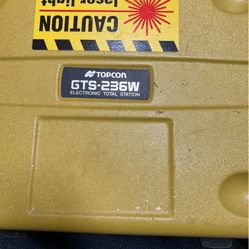 CAUTION
laser light
TOPCON
GTS-236W
ELECTRONIC TOTAL STATION